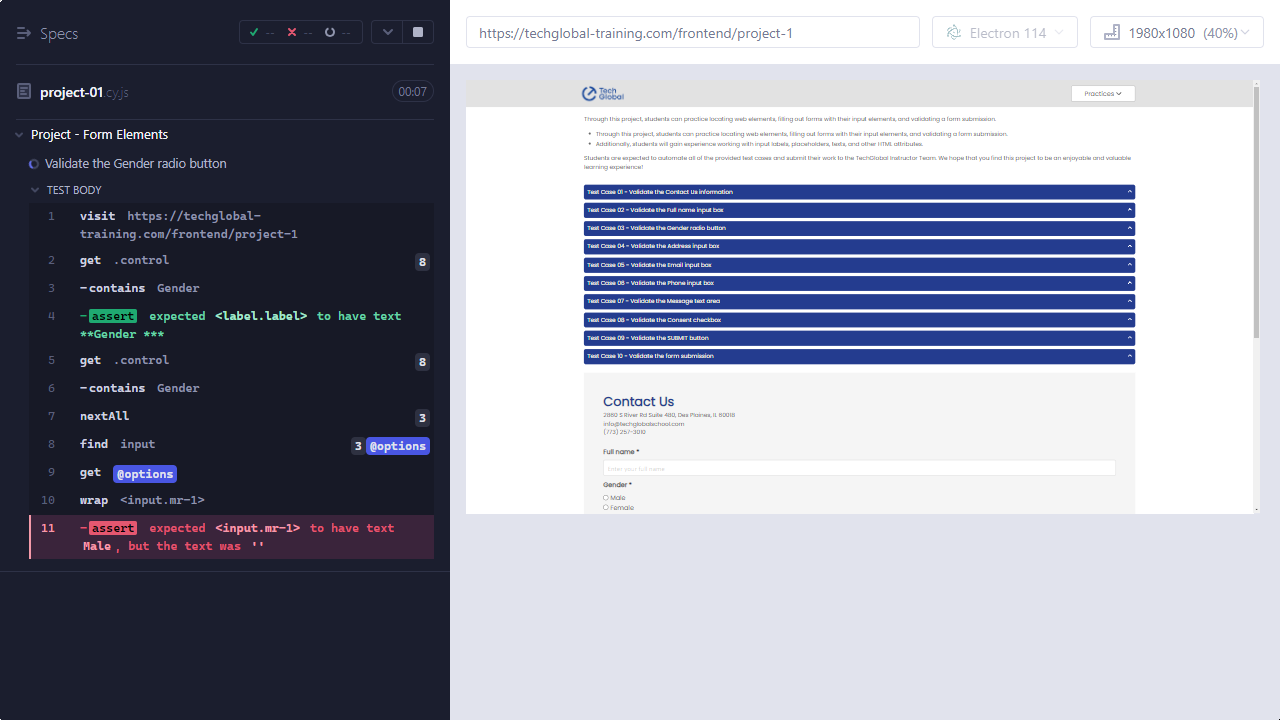 Specs
-- -- --
project-01.cy.js
00:07
Project - Form Elements
Validate the Gender radio button
TEST BODY
1 visit https://techglobal-
training.com/frontend/project-1
2 get .control 8
3 -contains Gender
4 -assert expected <label.label> to have text
**Gender ***
5 get .control 8
6 -contains Gender
7 nextAll 3
8 find input 3 @options
9 get @options
10 wrap <input.mr-1>
11 -assert expected <input.mr-1> to have text
Male, but the text was ''
https://techglobal-training.com/frontend/project-1
Electron 114
1980x1080 (40%)
Tech
Global
Practices
Through this project, students can practice locating web elements, filling out forms with their input elements, and validating a form submission.
• Through this project, students can practice locating web elements, filling out forms with their input elements, and validating a form submission.
• Additionally, students will gain experience working with input labels, placeholders, texts, and other HTML attributes.
Students are expected to automate all of the provided test cases and submit their work to the TechGlobal Instructor Team. We hope that you find this project to be an enjoyable and valuable
learning experience!
Test Case 01 - Validate the Contact Us information
Test Case 02 - Validate the Full name input box
Test Case 03 - Validate the Gender radio button
Test Case 04 - Validate the Address input box
Test Case 05 - Validate the Email input box
Test Case 06 - Validate the Phone input box
Test Case 07 - Validate the Message text area
Test Case 08 - Validate the Consent checkbox
Test Case 09 - Validate the SUBMIT button
Test Case 10 - Validate the form submission
Contact Us
2860 S River Rd Suite 480, Des Plaines, IL 60018
info@techglobalschool.com
(773) 257-3010
Full name *
Enter your full name
Gender *
Male
Female